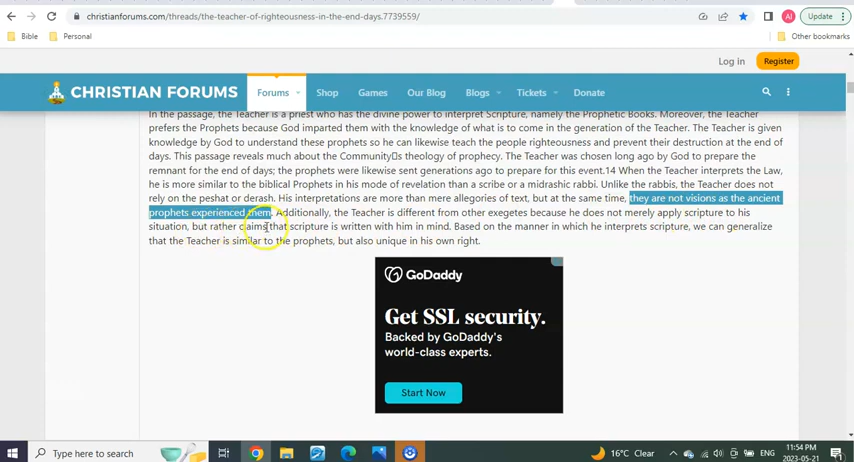 christianforums.com/threads/the-teacher-of-righteousness-in-the-end-days.7739559/
AI
Update
Bible
Personal
Other bookmarks
Log in
Register
CHRISTIAN FORUMS
Forums
Shop
Games
Our Blog
Blogs
Tickets
Donate
In the passage, the Teacher is a priest who has the divine power to interpret Scripture, namely the Prophetic Books. Moreover, the Teacher
prefers the Prophets because God imparted them with the knowledge of what is to come in the generation of the Teacher. The Teacher is given
knowledge by God to understand these prophets so he can likewise teach the people righteousness and prevent their destruction at the end of
days. This passage reveals much about the Community▯s theology of prophecy. The Teacher was chosen long ago by God to prepare the
remnant for the end of days; the prophets were likewise sent generations ago to prepare for this event.14 When the Teacher interprets the Law,
he is more similar to the biblical Prophets in his mode of revelation than a scribe or a midrashic rabbi. Unlike the rabbis, the Teacher does not
rely on the peshat or derash. His interpretations are more than mere allegories of text, but at the same time, they are not visions as the ancient
prophets experienced them. Additionally, the Teacher is different from other exegetes because he does not merely apply scripture to his
situation, but rather claims that scripture is written with him in mind. Based on the manner in which he interprets scripture, we can generalize
that the Teacher is similar to the prophets, but also unique in his own right.
GoDaddy
Get SSL security.
Backed by GoDaddy's
world-class experts.
Start Now
Type here to search
16°C Clear
ENG
11:54 PM
2023-05-21
1